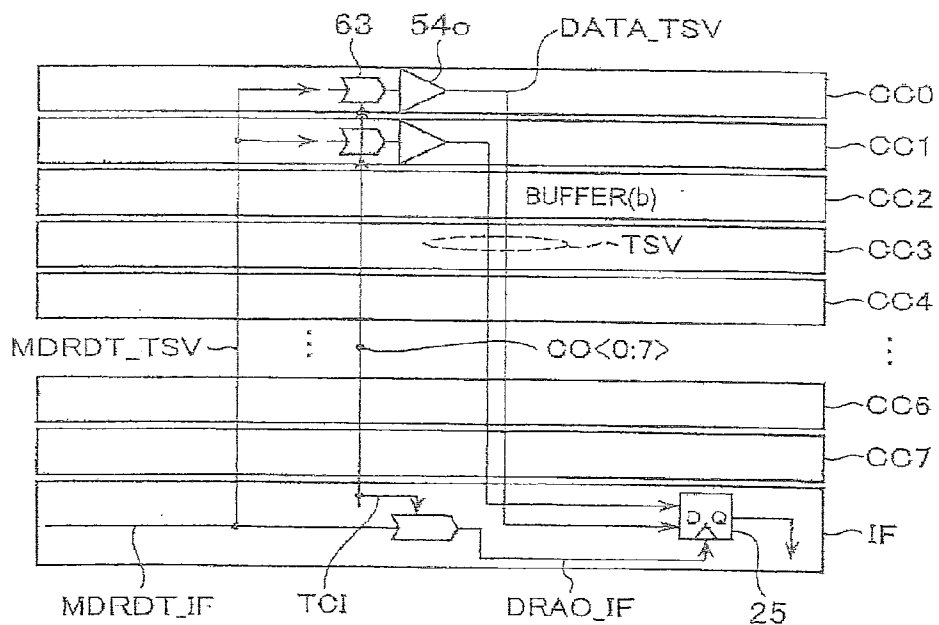 63
54o
DATA_TSV
CC0
CC1
CC2
BUFFER(b)
TSV
CC3
CC4
MDRDT_TSV
CO<0:7>
CC6
CC7
D Q
IF
MDRDT_IF
TCI
DRAO_IF
25